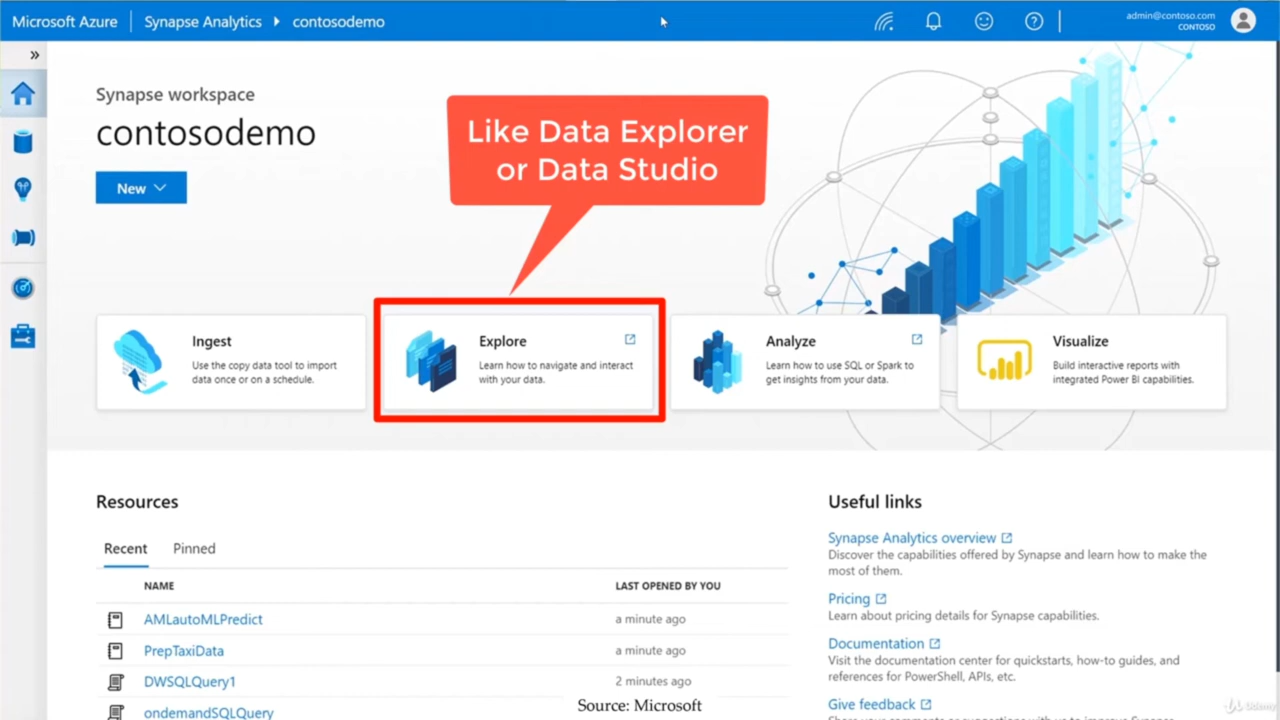 Microsoft Azure
Synapse Analytics
contosodemo
admin@contoso.com
CONTOSO
»
Synapse workspace
contosodemo
New
Like Data Explorer
or Data Studio
Ingest
Use the copy data tool to import
data once or on a schedule.
Explore
Learn how to navigate and interact
with your data.
Analyze
Learn how to use SQL or Spark to
get insights from your data.
Visualize
Build interactive reports with
integrated Power BI capabilities.
Resources
Recent
Pinned
NAME
LAST OPENED BY YOU
AMLautoMLPredict
a minute ago
PrepTaxiData
a minute ago
DWSQLQuery1
2 minutes ago
ondemandSQLQuery
Useful links
Synapse Analytics overview
Discover the capabilities offered by Synapse and learn how to make the
most of them.
Pricing
Learn about pricing details for Synapse capabilities.
Documentation
Visit the documentation center for quickstarts, how-to guides, and
references for PowerShell, APIs, etc.
Give feedback
Source: Microsoft
Udemy